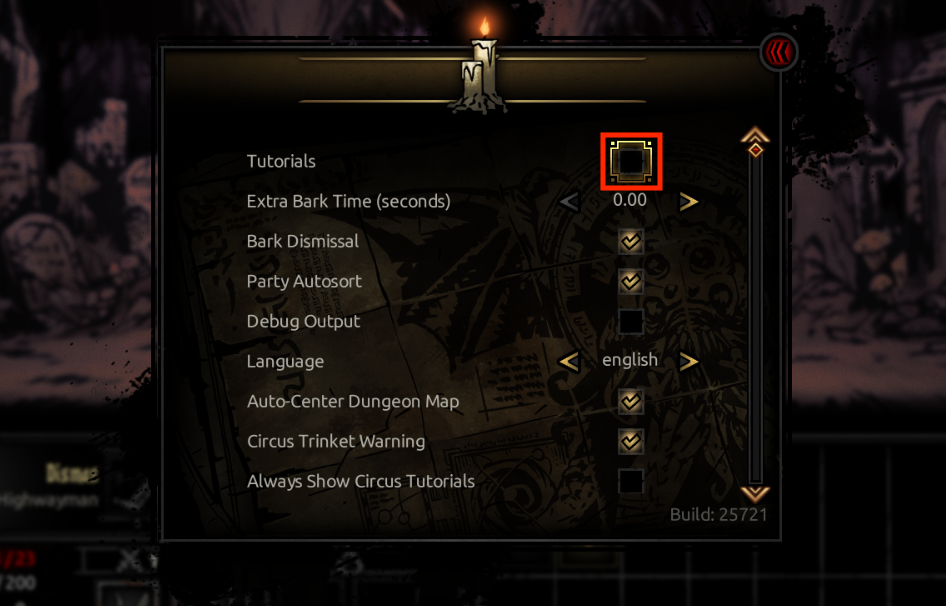 Tutorials
Extra Bark Time (seconds)
0.00
Bark Dismissal
Party Autosort
Debug Output
Language
english
Auto-Center Dungeon Map
Circus Trinket Warning
Always Show Circus Tutorials
Build: 25721
Highwayman
/23
/200